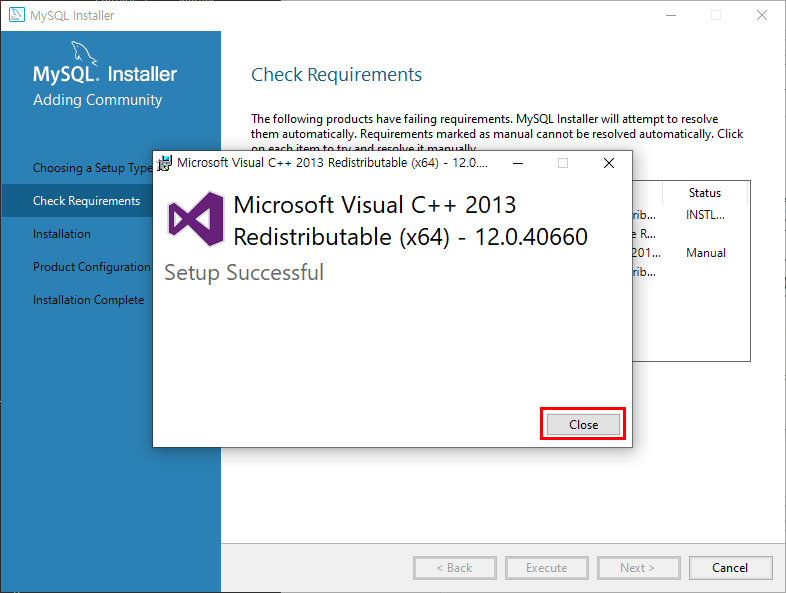 MySQL Installer
MySQL. Installer
Adding Community
Choosing a Setup Type
Check Requirements
Installation
Product Configuration
Installation Complete
Check Requirements
The following products have failing requirements. MySQL Installer will attempt to resolve
them automatically. Requirements marked as manual cannot be resolved automatically. Click
on each item to try and resolve it manually.
Status
rib... INSTL...
e R...
201... Manual
rib...
Microsoft Visual C++ 2013 Redistributable (x64) - 12.0....
Microsoft Visual C++ 2013
Redistributable (x64) - 12.0.40660
Setup Successful
Close
< Back
Execute
Next >
Cancel